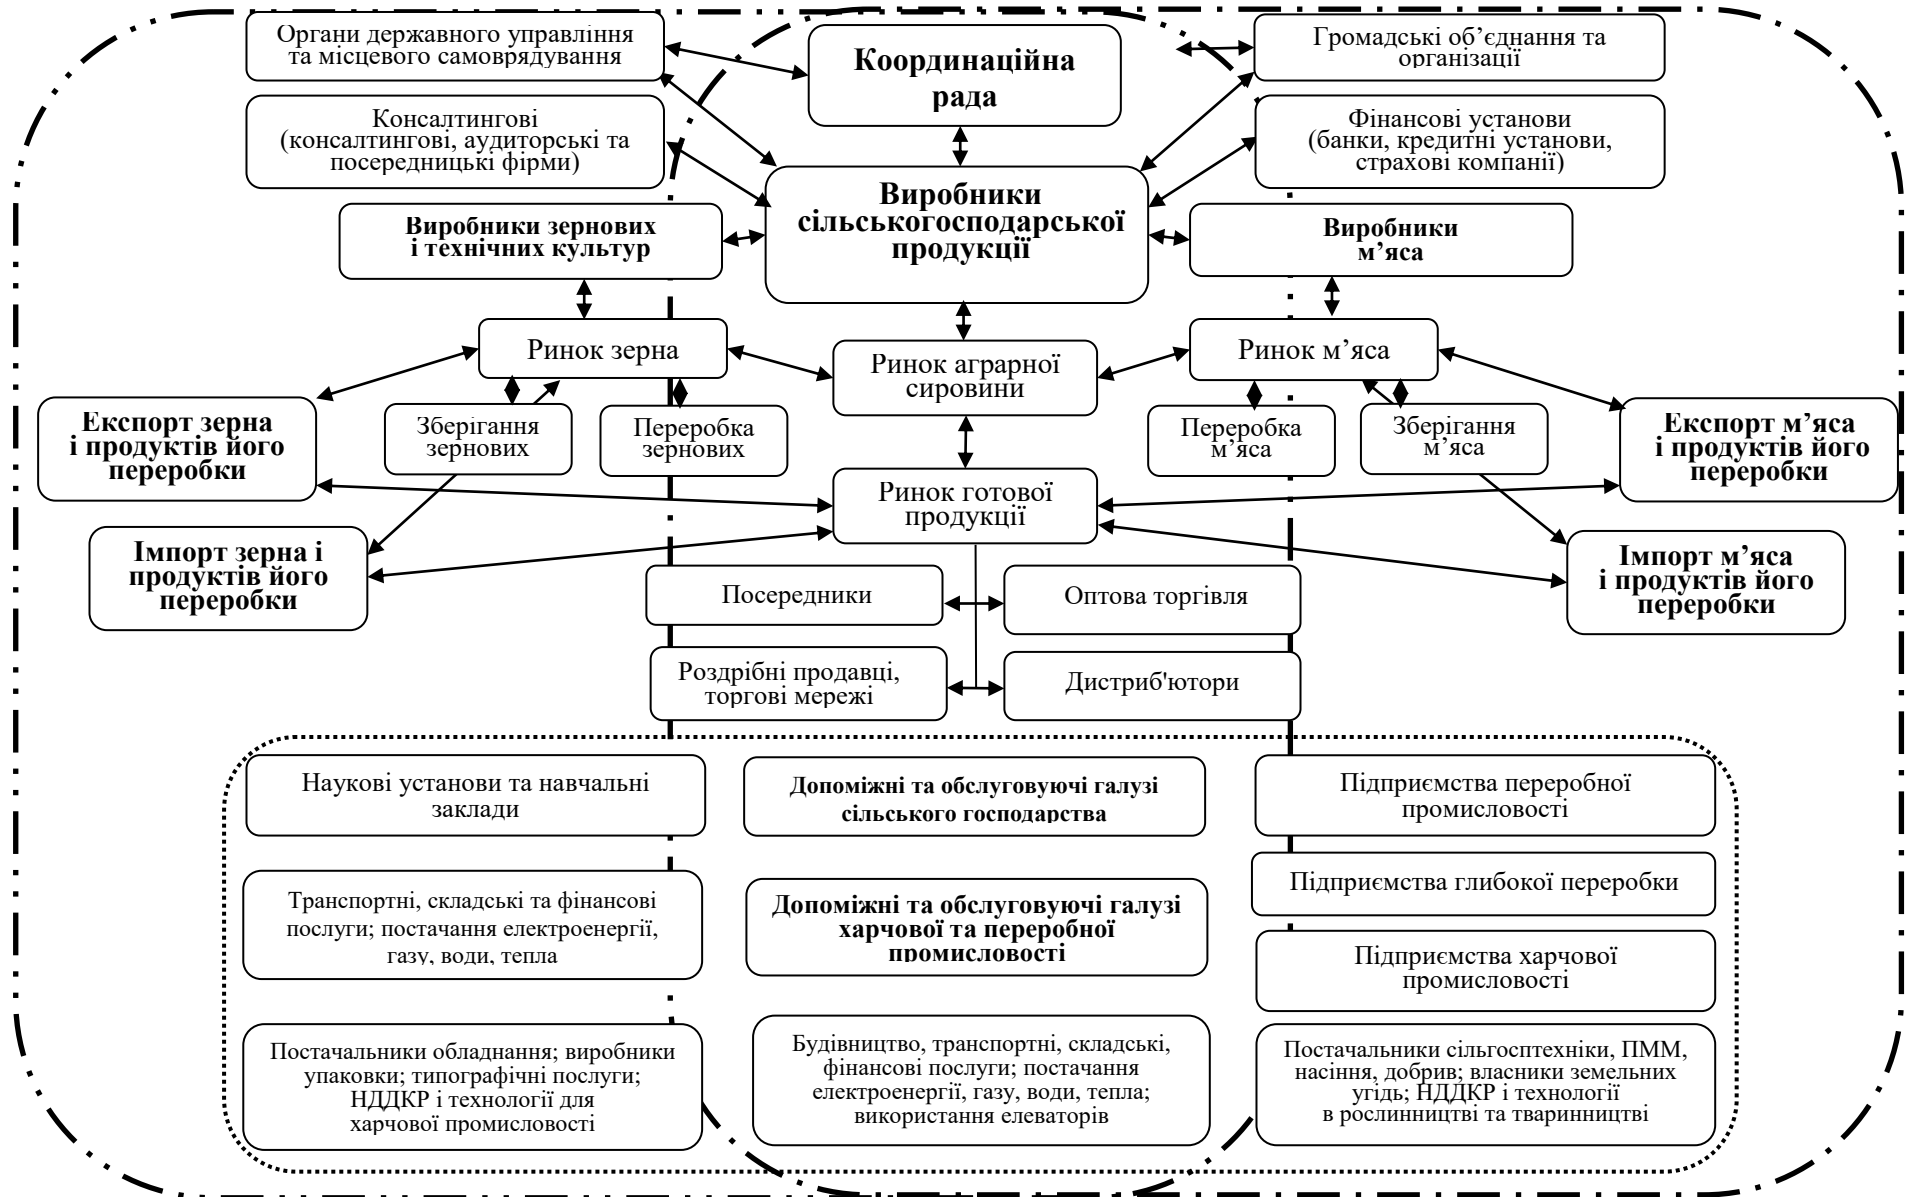 Органи державного управління
та місцевого самоврядування
Координаційна
рада
Громадські об’єднання та
організації
Консалтингові
(консалтингові, аудиторські та
посередницькі фірми)
Фінансові установи
(банки, кредитні установи,
страхові компанії)
Виробники
сільськогосподарської
продукції
Виробники зернових
і технічних культур
Виробники
м’яса
Ринок зерна
Ринок аграрної
сировини
Ринок м’яса
Експорт зерна
і продуктів його
переробки
Зберігання
зернових
Переробка
зернових
Переробка
м’яса
Зберігання
м’яса
Експорт м’яса
і продуктів його
переробки
Ринок готової
продукції
Імпорт зерна і
продуктів його
переробки
Імпорт м’яса
і продуктів його
переробки
Посередники
Оптова торгівля
Роздрібні продавці,
торгові мережі
Дистриб'ютори
Наукові установи та навчальні
заклади
Допоміжні та обслуговуючі галузі
сільського господарства
Підприємства переробної
промисловості
Транспортні, складські та фінансові
послуги; постачання електроенергії,
газу, води, тепла
Допоміжні та обслуговуючі галузі
харчової та переробної
промисловості
Підприємства глибокої переробки
Підприємства харчової
промисловості
Постачальники обладнання; виробники
упаковки; типографічні послуги;
НДДКР і технології для
харчової промисловості
Будівництво, транспортні, складські,
фінансові послуги; постачання
електроенергії, газу, води, тепла;
використання елеваторів
Постачальники сільгосптехніки, ПММ,
насіння, добрив; власники земельних
угідь; НДДКР і технології
в рослинництві та тваринництві